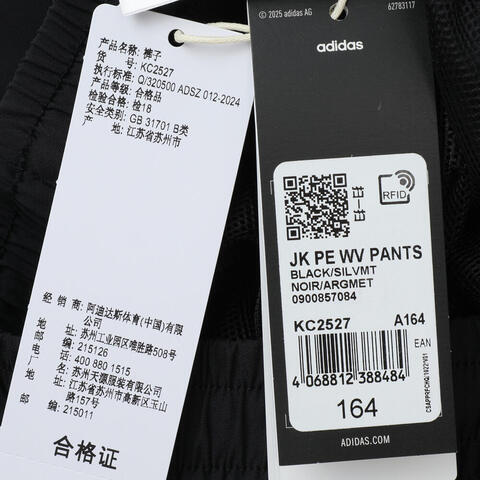 产品名称: 裤子
货 号: KC2527
执行标准: Q/320500 ADSZ 012-2024
产品等级: 合格品
检验合格: 检18
安全类别: GB 31701 B类
产 地: 江苏省苏州市
经 销 商: 阿迪达斯体育(中国)有限公司
地 址: 苏州工业园区唯胜路508号
邮 编: 215126
电 话: 400 880 1515
苏州天源服装有限公司
地 址: 江苏省苏州市高新区玉山路157号
邮 编: 215011
合格证
© 2025 adidas AG
62783117
adidas
RFID
JK PE WV PANTS
BLACK/SILVMT
NOIR/ARGMET
0900857084
KC2527 A164
EAN
4 068812 388484
164
ADIDAS.COM